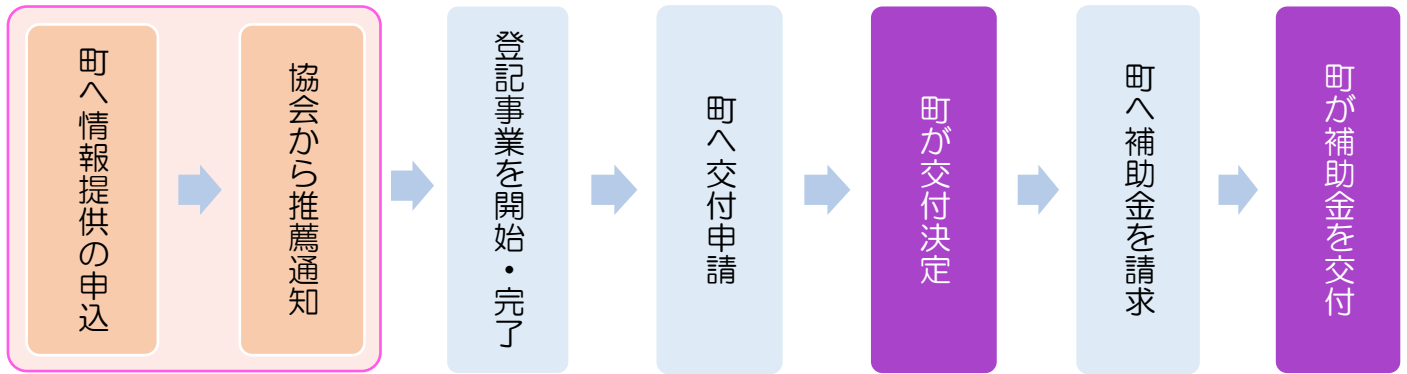 町へ情報提供の申込
協会から推薦通知
登記事業を開始・完了
町へ交付申請
町が交付決定
町へ補助金を請求
町が補助金を交付